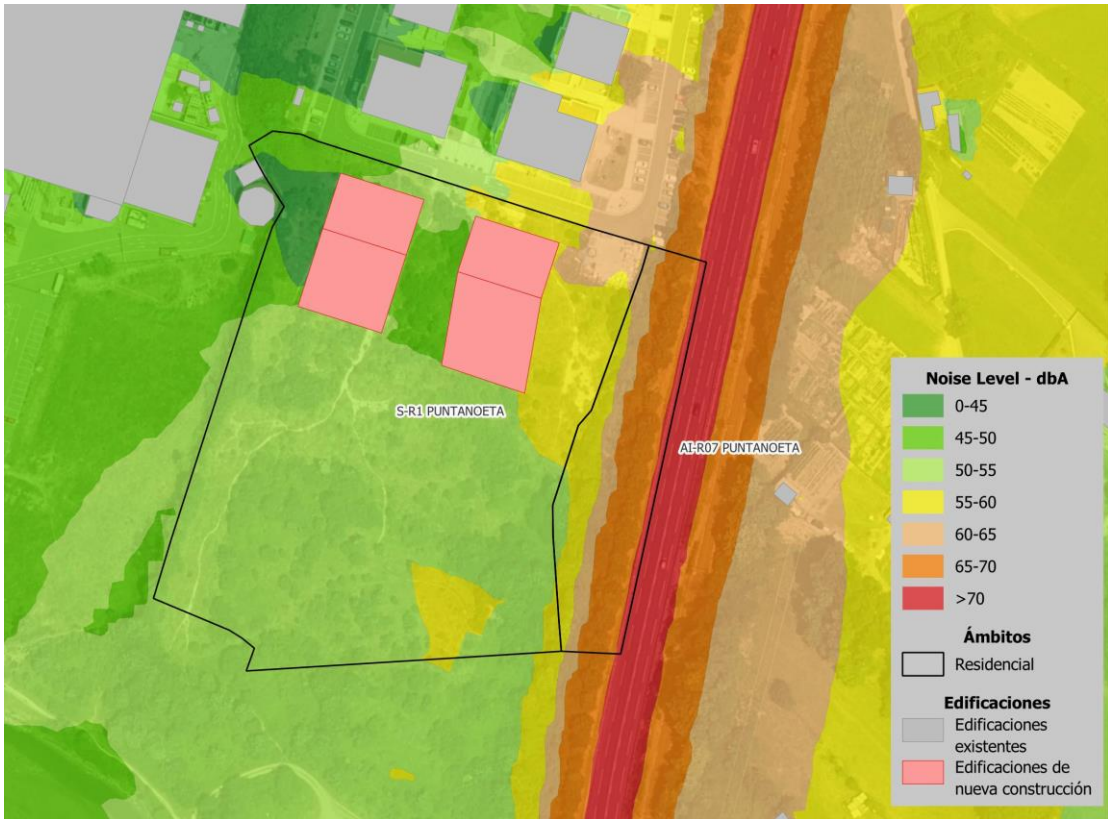 S-R1 PUNTANOETA
AI-R07 PUNTANOETA
Noise Level - dbA
0-45
45-50
50-55
55-60
60-65
65-70
>70
Ámbitos
Residencial
Edificaciones
Edificaciones
existentes
Edificaciones de
nueva construcción